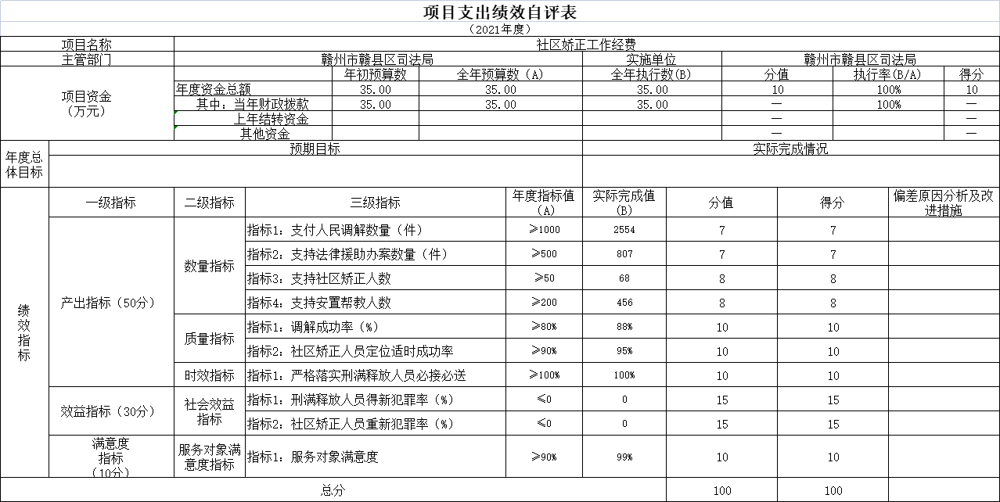 项目支出绩效自评表
（2021年度）
项目名称 社区矫正工作经费
主管部门 赣州市赣县区司法局 实施单位 赣州市赣县区司法局
项目资金（万元） 年初预算数 全年预算数（A） 全年执行数(B) 分值 执行率(B/A) 得分
年度资金总额 35.00 35.00 35.00 10 100% 10
其中：当年财政拨款 35.00 35.00 35.00 — 100% —
上年结转资金 — —
其他资金 — —
年度总体目标 预期目标 实际完成情况
绩效指标 一级指标 二级指标 三级指标 年度指标值(A) 实际完成值(B) 分值 得分 偏差原因分析及改进措施
产出指标（50分） 数量指标 指标1：支付人民调解数量（件） ≥1000 2554 7 7
指标2：支持法律援助办案数量（件） ≥500 807 7 7
指标3：支持社区矫正人数 ≥50 68 8 8
指标4：支持安置帮教人数 ≥200 456 8 8
质量指标 指标1：调解成功率（%） ≥80% 88% 10 10
指标2：社区矫正人员定位适时成功率 ≥90% 95% 10 10
时效指标 指标1：严格落实刑满释放人员必接必送 ≥100% 100% 10 10
效益指标（30分） 社会效益指标 指标1：刑满释放人员得新犯罪率（%） ≤0 0 15 15
指标2：社区矫正人员重新犯罪率（%） ≤0 0 15 15
满意度指标（10分） 服务对象满意度指标 指标1：服务对象满意度 ≥90% 99% 10 10
总分 100 100